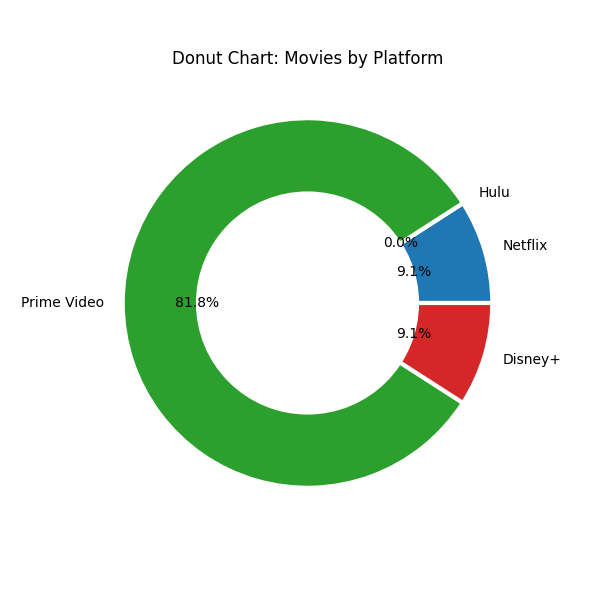 Donut Chart: Movies by Platform
Hulu
0.0%
Netflix
9.1%
Prime Video
81.8%
9.1%
Disney+